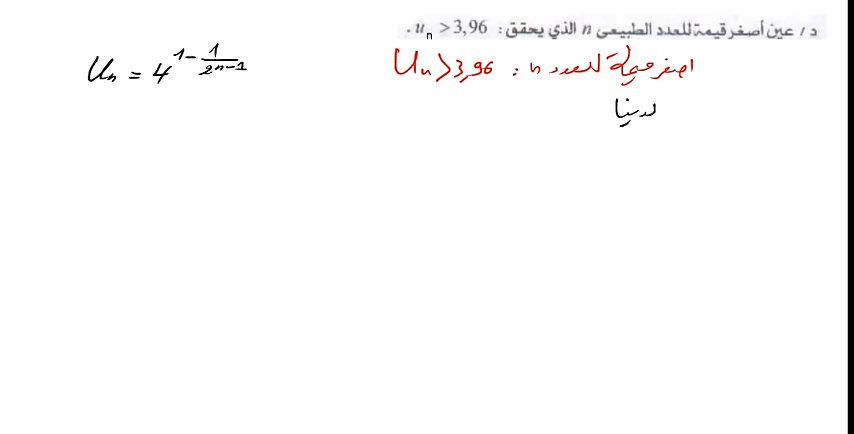 د / عين أصغر قيمة للعدد الطبيعي n الذي يحقق : uₙ > 3,96 .
اصغر قيمة للعدد n : Uₙ > 3,96
Uₙ = 4^(1 - 1/2^(n-1))
لدينا